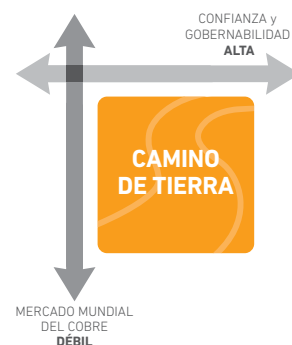 CONFIANZA y
GOBERNABILIDAD
ALTA
CAMINO
DE TIERRA
MERCADO MUNDIAL
DEL COBRE
DÉBIL